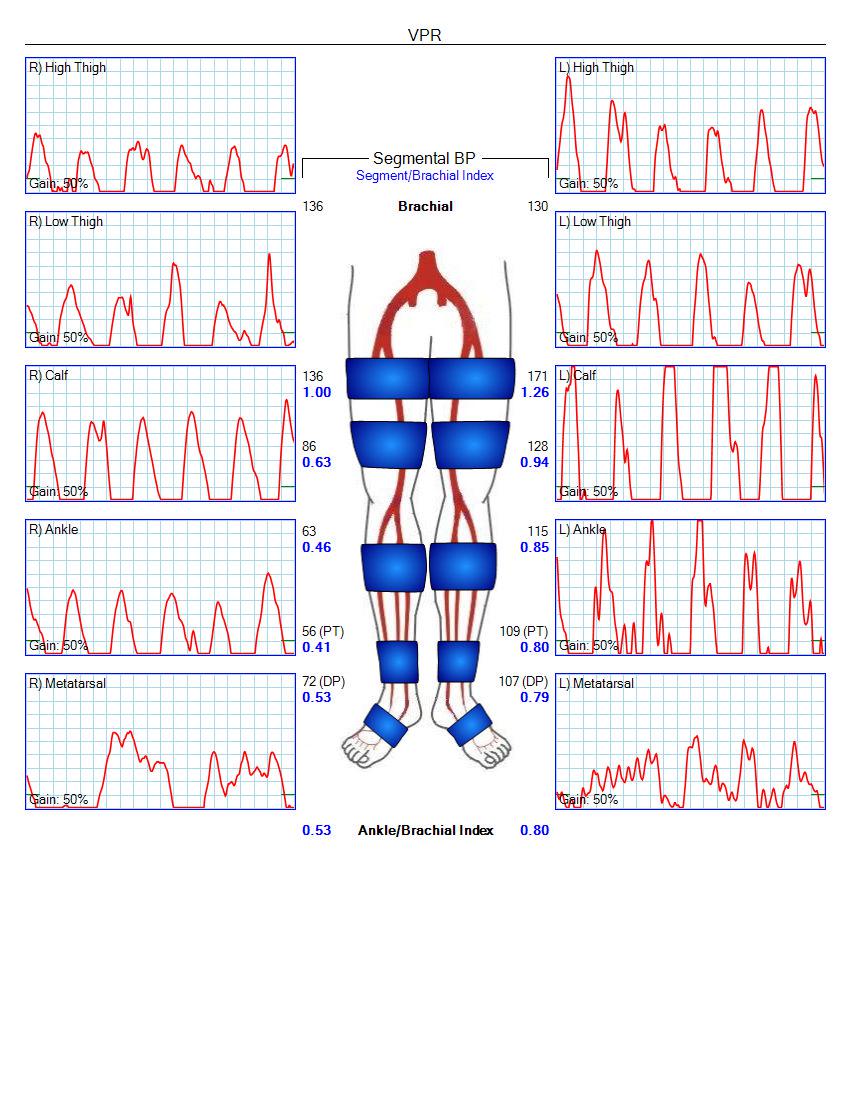 VPR
R) High Thigh
Gain: 50%
L) High Thigh
Gain: 50%
Segmental BP
Segment/Brachial Index
136 Brachial 130
R) Low Thigh
Gain: 50%
L) Low Thigh
Gain: 50%
R) Calf
Gain: 50%
136 171
1.00 1.26
86 128
0.63 0.94
L) Calf
Gain: 50%
R) Ankle
Gain: 50%
63 115
0.46 0.85
56 (PT) 109 (PT)
0.41 0.80
L) Ankle
Gain: 50%
R) Metatarsal
Gain: 50%
72 (DP) 107 (DP)
0.53 0.79
L) Metatarsal
Gain: 50%
0.53 Ankle/Brachial Index 0.80